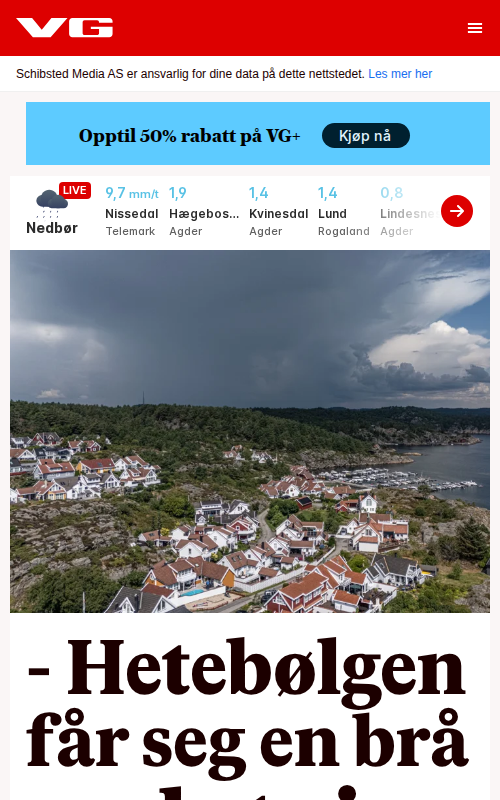 VG
Schibsted Media AS er ansvarlig for dine data på dette nettstedet. Les mer her
Opptil 50% rabatt på VG+ Kjøp nå
LIVE
Nedbør
9,7 mm/t 1,9 1,4 1,4 0,8
Nissedal Hægebos... Kvinesdal Lund Lindesne
Telemark Agder Agder Rogaland Agder
- Hetebølgen
får seg en brå